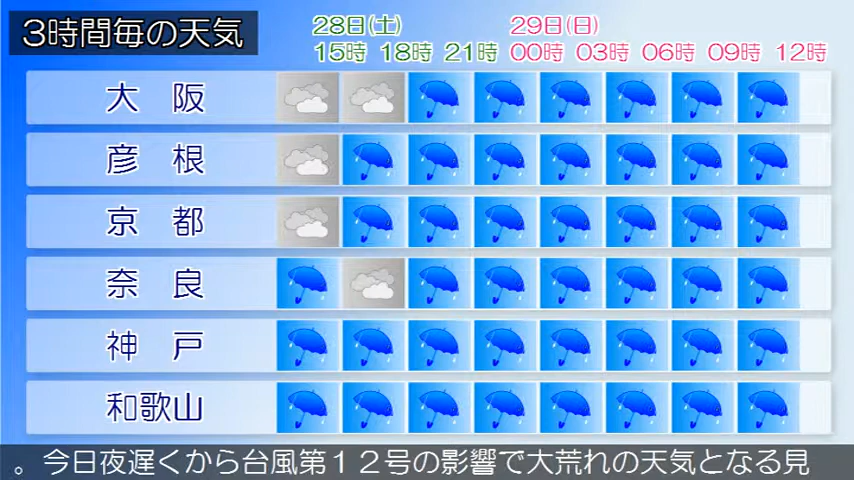 3時間毎の天気
28日(土) 29日(日)
15時 18時 21時 00時 03時 06時 09時 12時
大阪
彦根
京都
奈良
神戸
和歌山
。今日夜遅くから台風第12号の影響で大荒れの天気となる見